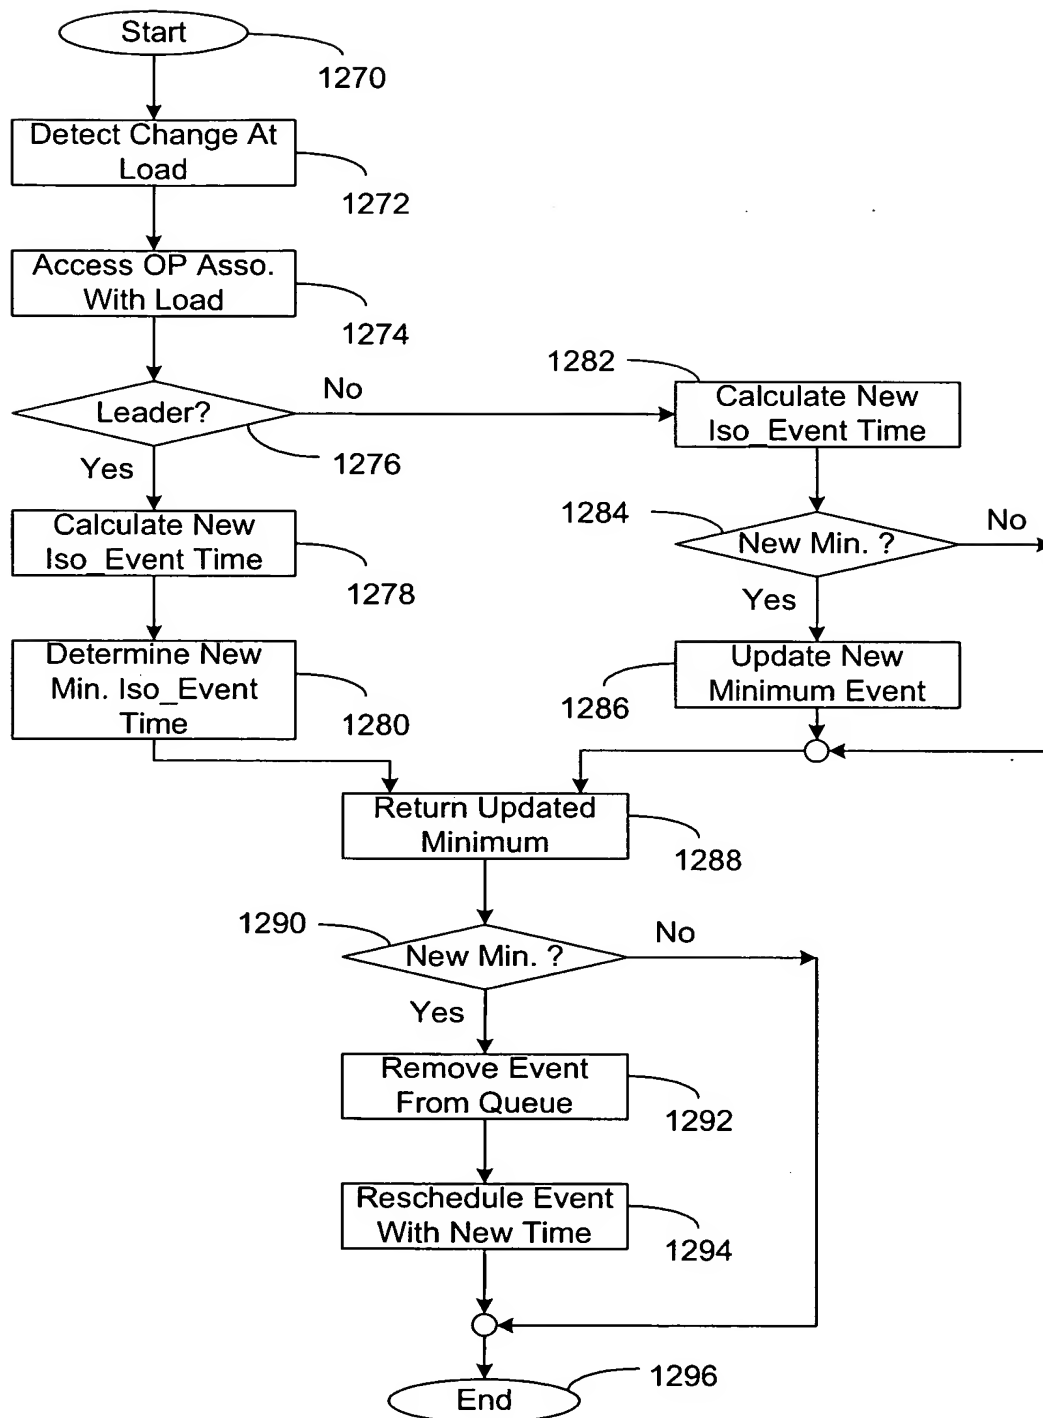 Start
1270
Detect Change At
Load
1272
Access OP Asso.
With Load
1274
Leader?
No
1276
Yes
Calculate New
Iso_Event Time
1278
Determine New
Min. Iso_Event
Time
1280
1282
Calculate New
Iso_Event Time
1284
New Min. ?
No
Yes
1286
Update New
Minimum Event
Return Updated
Minimum
1288
1290
New Min. ?
No
Yes
Remove Event
From Queue
1292
Reschedule Event
With New Time
1294
End
1296